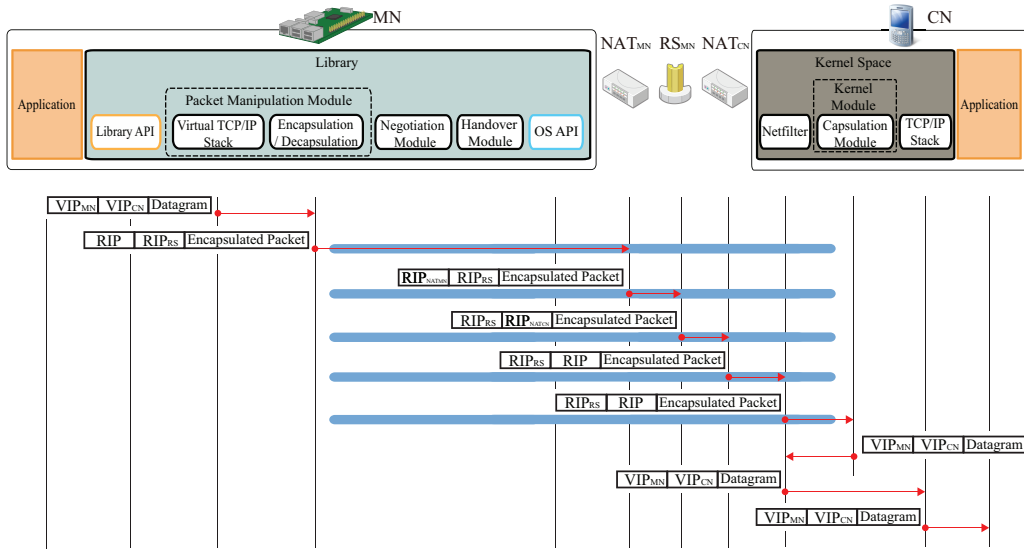 MN
CN
NATMN RSMN NATCN
Library
Kernel Space
Application
Packet Manipulation Module
Library API
Virtual TCP/IP
Stack
Encapsulation
/ Decapsulation
Negotiation
Module
Handover
Module
OS API
Kernel
Module
Netfilter
Capsulation
Module
TCP/IP
Stack
Application
VIPMN VIPCN Datagram
RIP RIPRS Encapsulated Packet
RIPNATMN RIPRS Encapsulated Packet
RIPRS RIPNATCN Encapsulated Packet
RIPRS RIP Encapsulated Packet
RIPRS RIP Encapsulated Packet
VIPMN VIPCN Datagram
VIPMN VIPCN Datagram
VIPMN VIPCN Datagram